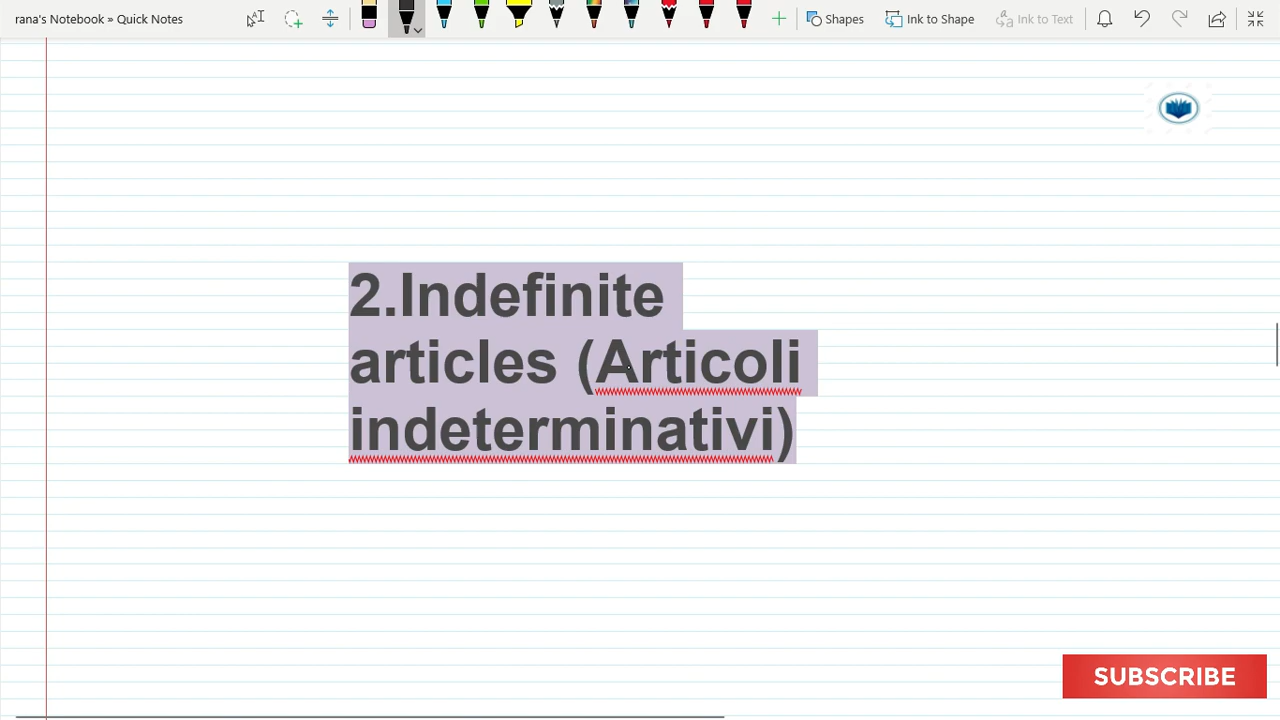 rana's Notebook » Quick Notes
Shapes
Ink to Shape
Ink to Text
2.Indefinite
articles (Articoli
indeterminativi)
SUBSCRIBE